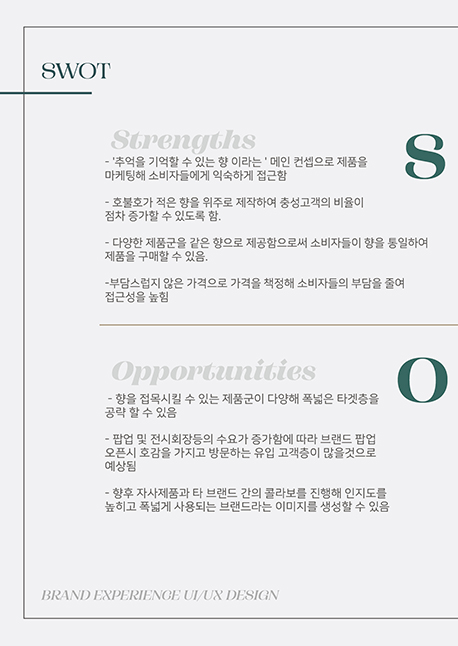 SWOT
Strengths
S
- '추억을 기억할 수 있는 향 이라는 ' 메인 컨셉으로 제품을
마케팅해 소비자들에게 익숙하게 접근함
- 호불호가 적은 향을 위주로 제작하여 충성고객의 비율이
점차 증가할 수 있도록 함.
- 다양한 제품군을 같은 향으로 제공함으로써 소비자들이 향을 통일하여
제품을 구매할 수 있음.
-부담스럽지 않은 가격으로 가격을 책정해 소비자들의 부담을 줄여
접근성을 높힘
Opportunities
O
- 향을 접목시킬 수 있는 제품군이 다양해 폭넓은 타겟층을
공략 할 수 있음
- 팝업 및 전시회장등의 수요가 증가함에 따라 브랜드 팝업
오픈시 호감을 가지고 방문하는 유입 고객층이 많을것으로
예상됨
- 향후 자사제품과 타 브랜드 간의 콜라보를 진행해 인지도를
높히고 폭넓게 사용되는 브랜드라는 이미지를 생성할 수 있음
BRAND EXPERIENCE UI/UX DESIGN